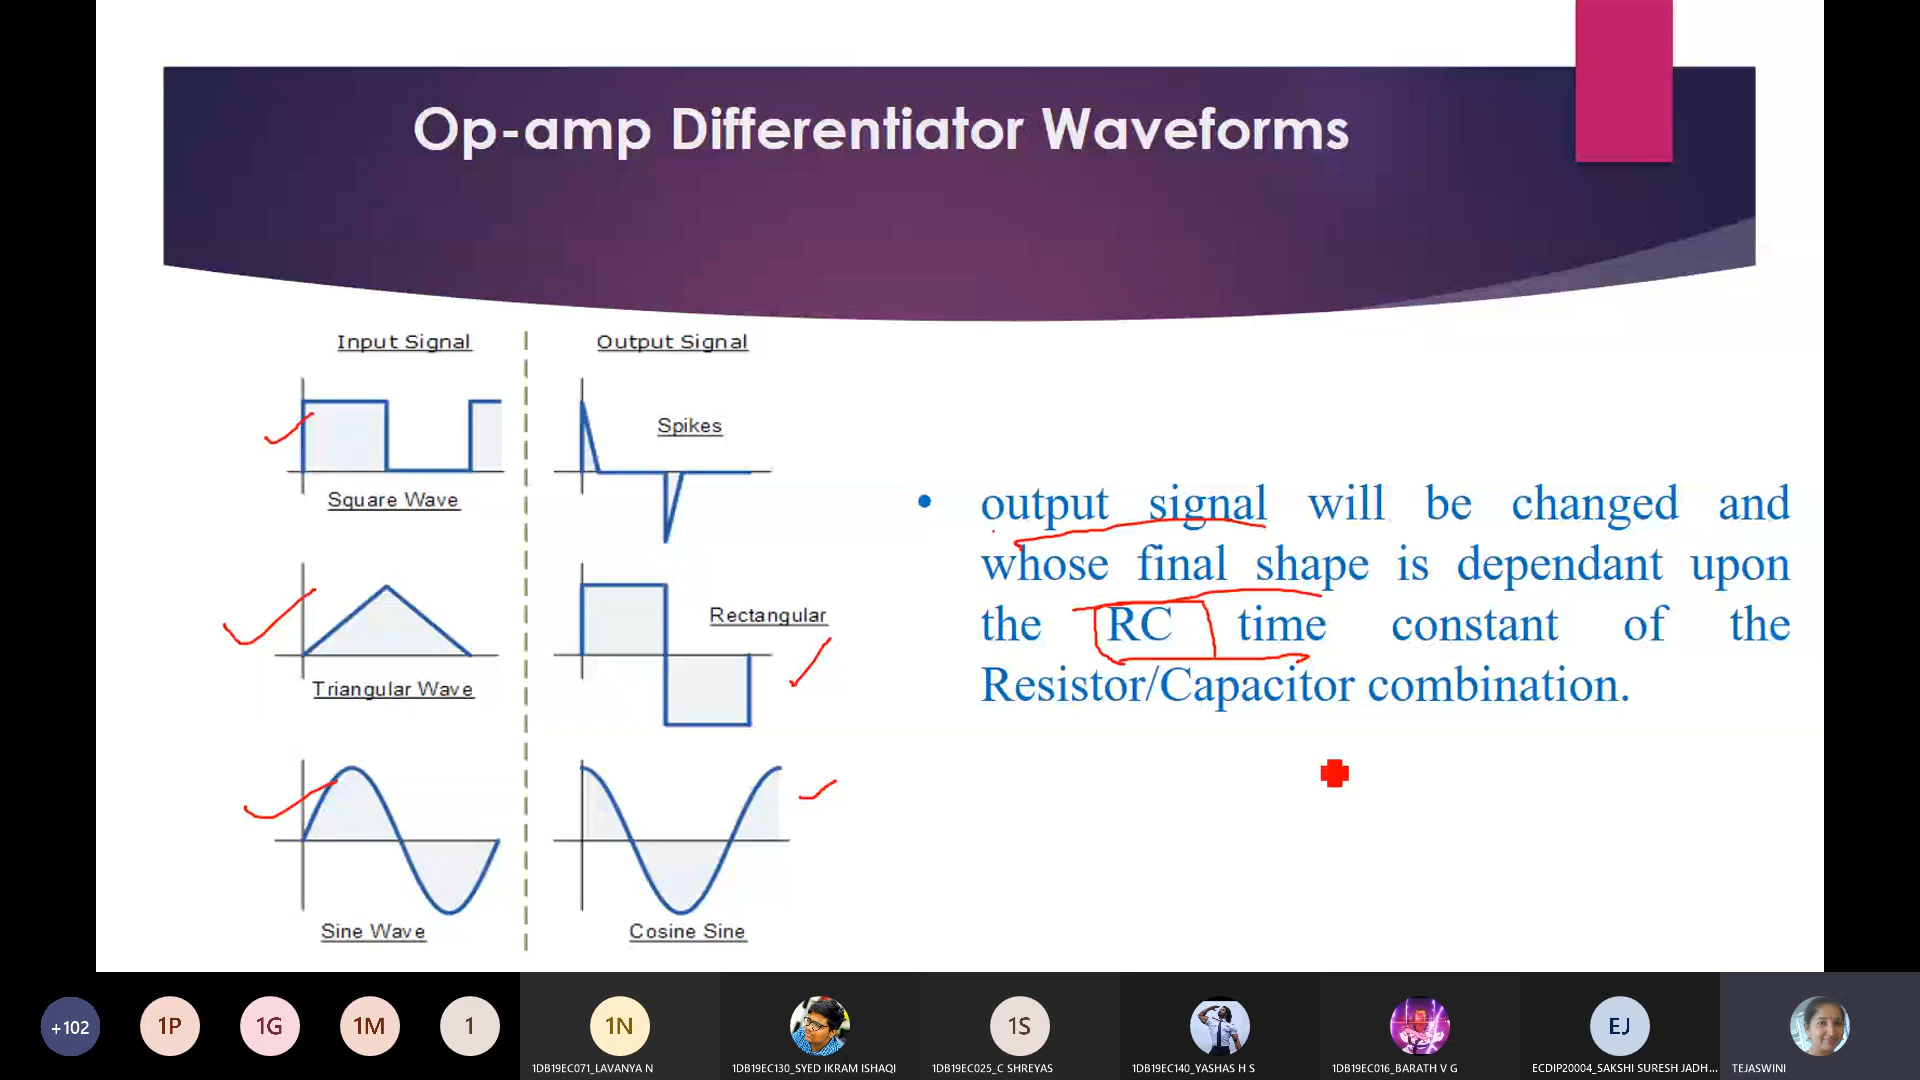 Op-amp Differentiator Waveforms
Input Signal
Output Signal
Spikes
Square Wave
Rectangular
Triangular Wave
Sine Wave
Cosine Sine
• output signal will be changed and
whose final shape is dependant upon
the RC time constant of the
Resistor/Capacitor combination.
+102
1P
1G
1M
1
1N
1S
EJ
1DB19EC071_LAVANYA N
1DB19EC130_SYED IKRAM ISHAQI
1DB19EC025_C SHREYAS
1DB19EC140_YASHAS H S
1DB19EC016_BARATH V G
ECDIP20004_SAKSHI SURESH JADH...
TEJASWINI